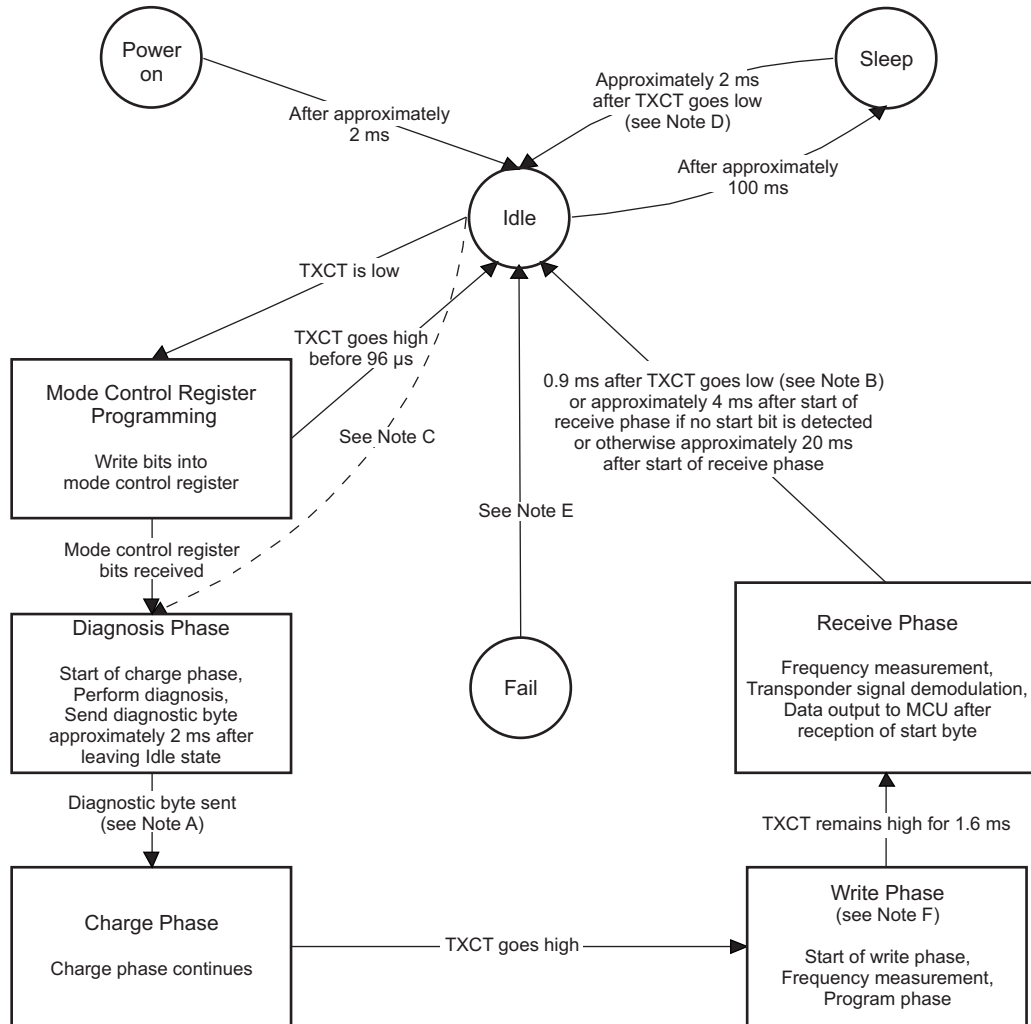 Power
on
Sleep
Approximately 2 ms
after TXCT goes low
(see Note D)
After approximately
2 ms
After approximately
100 ms
Idle
TXCT is low
TXCT goes high
before 96 µs
Mode Control Register
Programming
Write bits into
mode control register
0.9 ms after TXCT goes low (see Note B)
or approximately 4 ms after start of
receive phase if no start bit is detected
or otherwise approximately 20 ms
after start of receive phase
See Note C
See Note E
Mode control register
bits received
Diagnosis Phase
Start of charge phase,
Perform diagnosis,
Send diagnostic byte
approximately 2 ms after
leaving Idle state
Fail
Receive Phase
Frequency measurement,
Transponder signal demodulation,
Data output to MCU after
reception of start byte
Diagnostic byte sent
(see Note A)
TXCT remains high for 1.6 ms
Charge Phase
Charge phase continues
TXCT goes high
Write Phase
(see Note F)
Start of write phase,
Frequency measurement,
Program phase